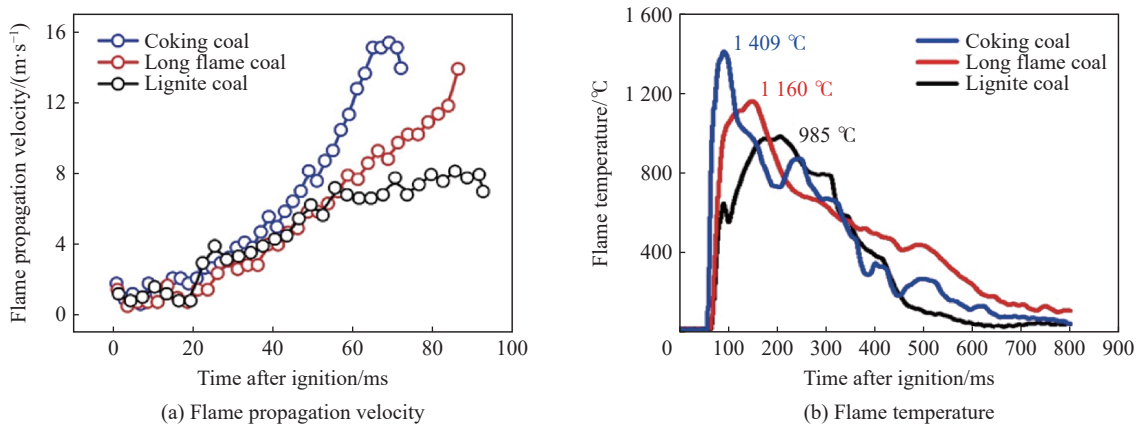 16
12
8
4
0
Flame propagation velocity/(m·s⁻¹)
Coking coal
Long flame coal
Lignite coal
0
20
40
60
80
100
Time after ignition/ms
(a) Flame propagation velocity
1 600
1 200
800
400
Flame temperature/℃
1 409 ℃
1 160 ℃
985 ℃
Coking coal
Long flame coal
Lignite coal
0
100
200
300
400
500
600
700
800
900
Time after ignition/ms
(b) Flame temperature